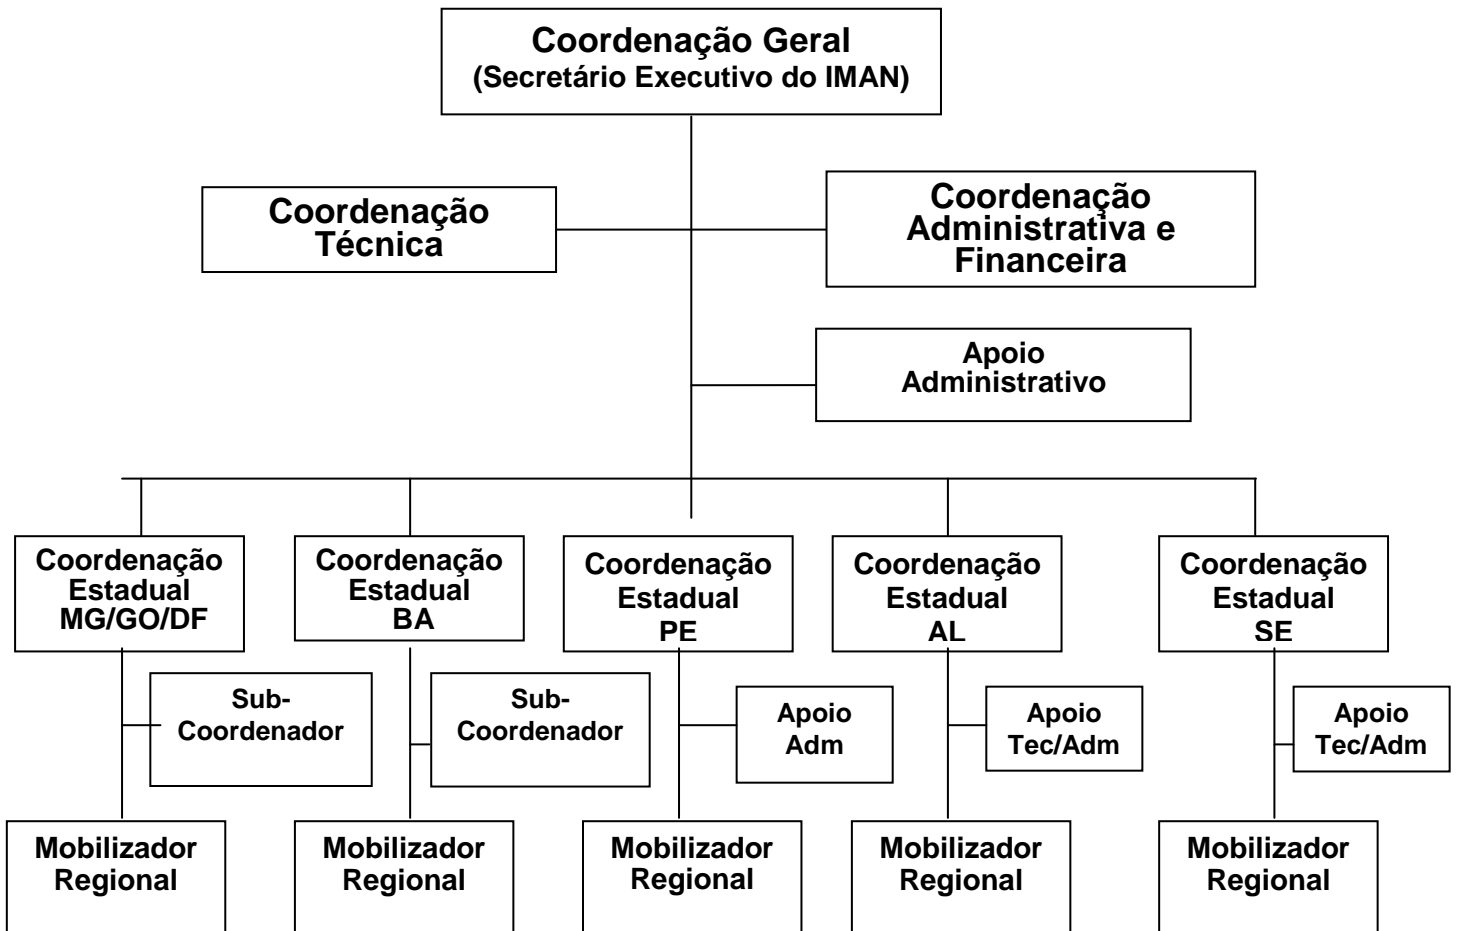 Coordenação Geral
(Secretário Executivo do IMAN)
Coordenação
Técnica
Coordenação
Administrativa e
Financeira
Apoio
Administrativo
Coordenação
Estadual
MG/GO/DF
Coordenação
Estadual
BA
Coordenação
Estadual
PE
Coordenação
Estadual
AL
Coordenação
Estadual
SE
Sub-
Coordenador
Sub-
Coordenador
Apoio
Adm
Apoio
Tec/Adm
Apoio
Tec/Adm
Mobilizador
Regional
Mobilizador
Regional
Mobilizador
Regional
Mobilizador
Regional
Mobilizador
Regional